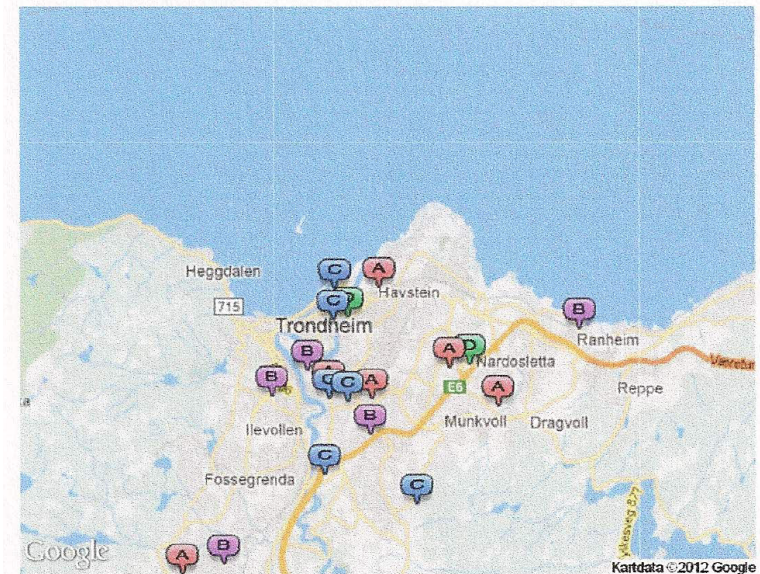 Heggdalen
C
A
Havstein
715
C
D
B
Trondheim
Ranheim
B
A
D
Nardosletta
B
A
C
C
A
E6
A
Reppe
B
Munkvoll
Dragvoll
Ilevollen
C
Fossegrenda
C
A
B
Google
Kartdata ©2012 Google